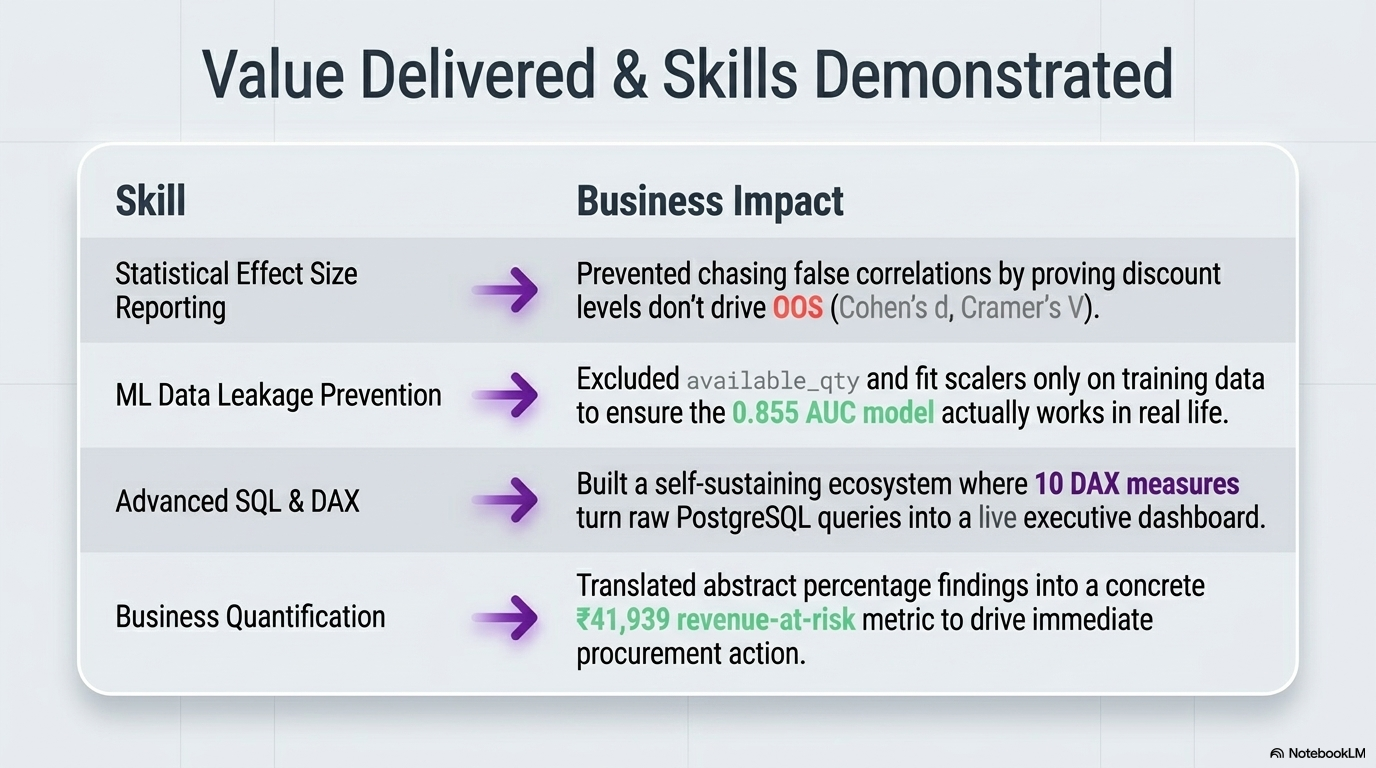 Value Delivered & Skills Demonstrated
Skill
Business Impact
Statistical Effect Size
Reporting
Prevented chasing false correlations by proving discount
levels don’t drive OOS (Cohen’s d, Cramer’s V).
ML Data Leakage Prevention
Excluded available_qty and fit scalers only on training data
to ensure the 0.855 AUC model actually works in real life.
Advanced SQL & DAX
Built a self-sustaining ecosystem where 10 DAX measures
turn raw PostgreSQL queries into a live executive dashboard.
Business Quantification
Translated abstract percentage findings into a concrete
₹41,939 revenue-at-risk metric to drive immediate
procurement action.
NotebookLM